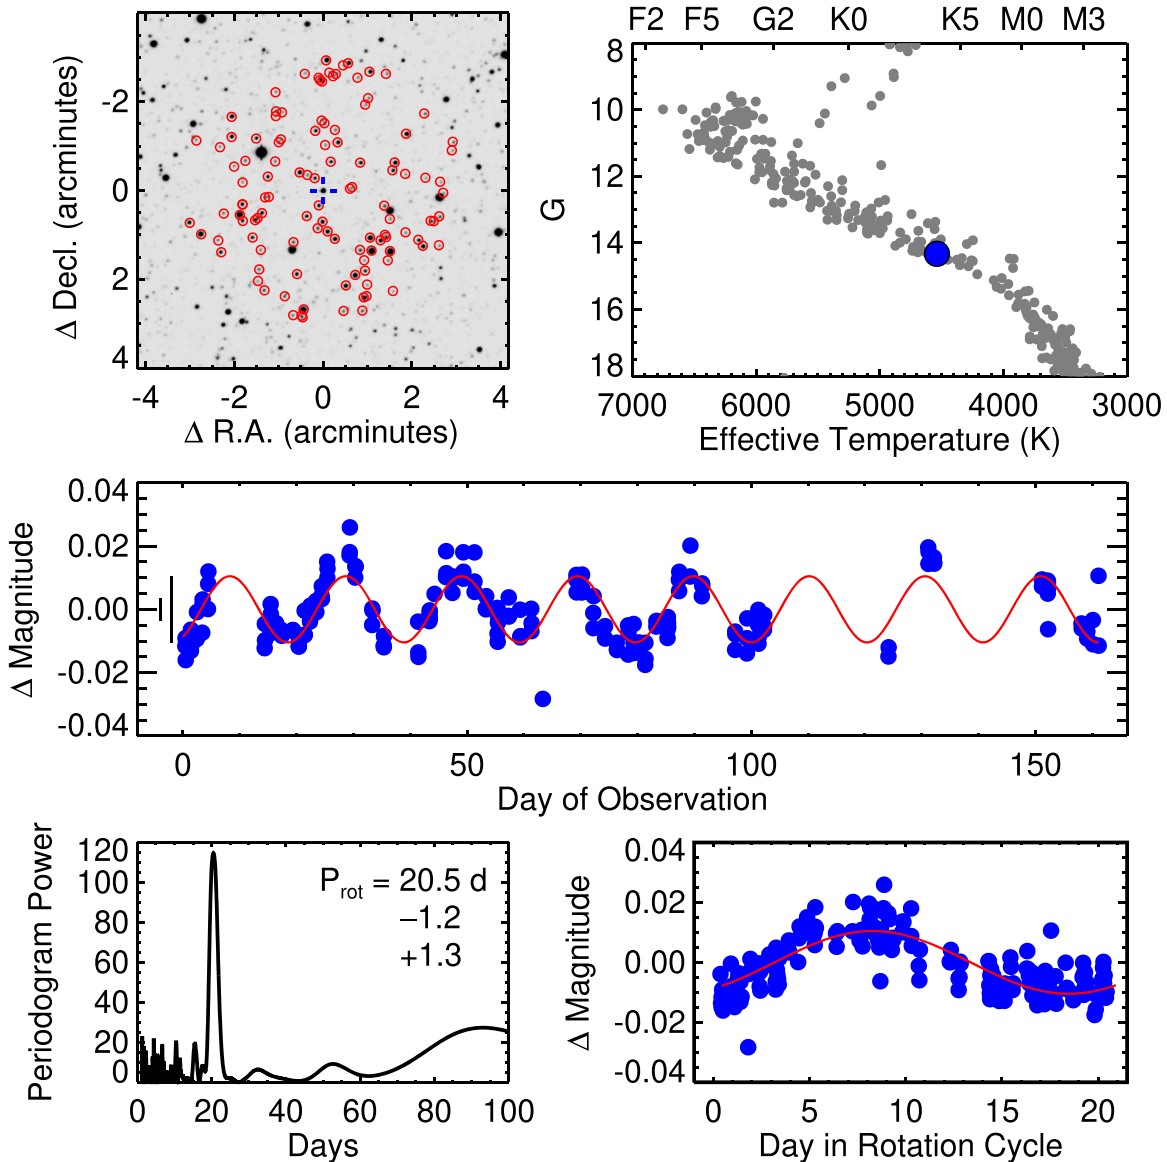 F2 F5 G2 K0 K5 M0 M3
-2
0
2
4
Δ Decl. (arcminutes)
-4 -2 0 2 4
Δ R.A. (arcminutes)
8
10
12
14
16
18
G
7000 6000 5000 4000 3000
Effective Temperature (K)
0.04
0.02
0.00
-0.02
-0.04
Δ Magnitude
0 50 100 150
Day of Observation
120
100
80
60
40
20
0
Periodogram Power
Prot = 20.5 d
−1.2
+1.3
0 20 40 60 80 100
Days
0.04
0.02
0.00
-0.02
-0.04
Δ Magnitude
0 5 10 15 20
Day in Rotation Cycle